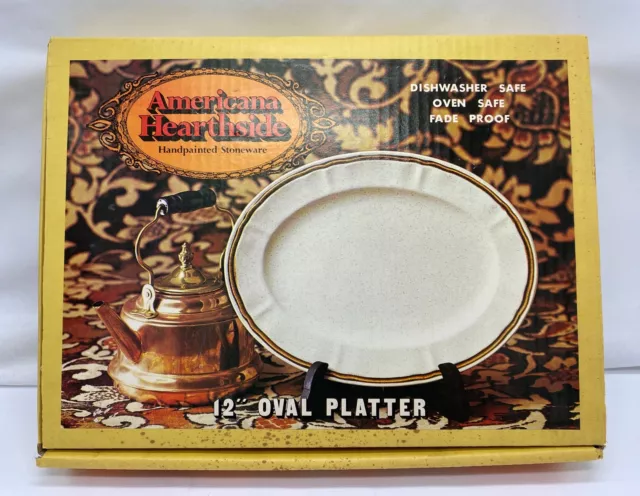 Americana
Hearthside
Handpainted Stoneware
DISHWASHER SAFE
OVEN SAFE
FADE PROOF
12" OVAL PLATTER